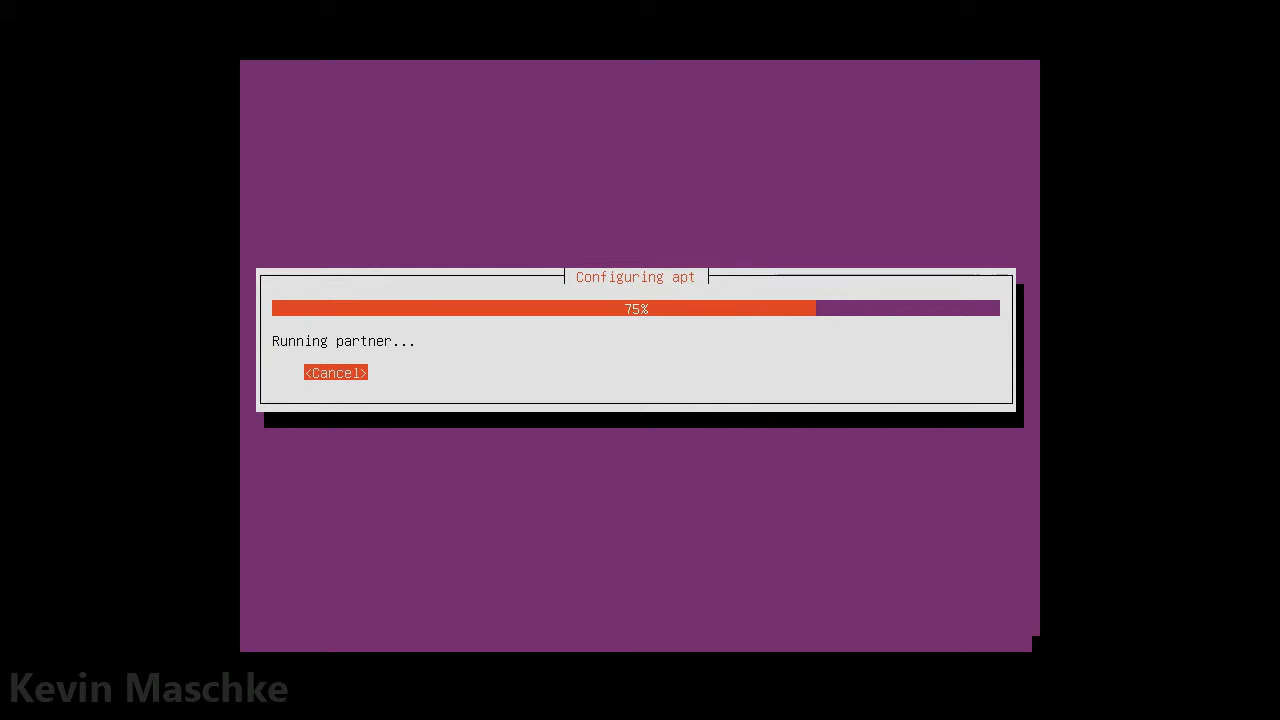 Configuring apt
75%
Running partner...
<Cancel>
Kevin Maschke